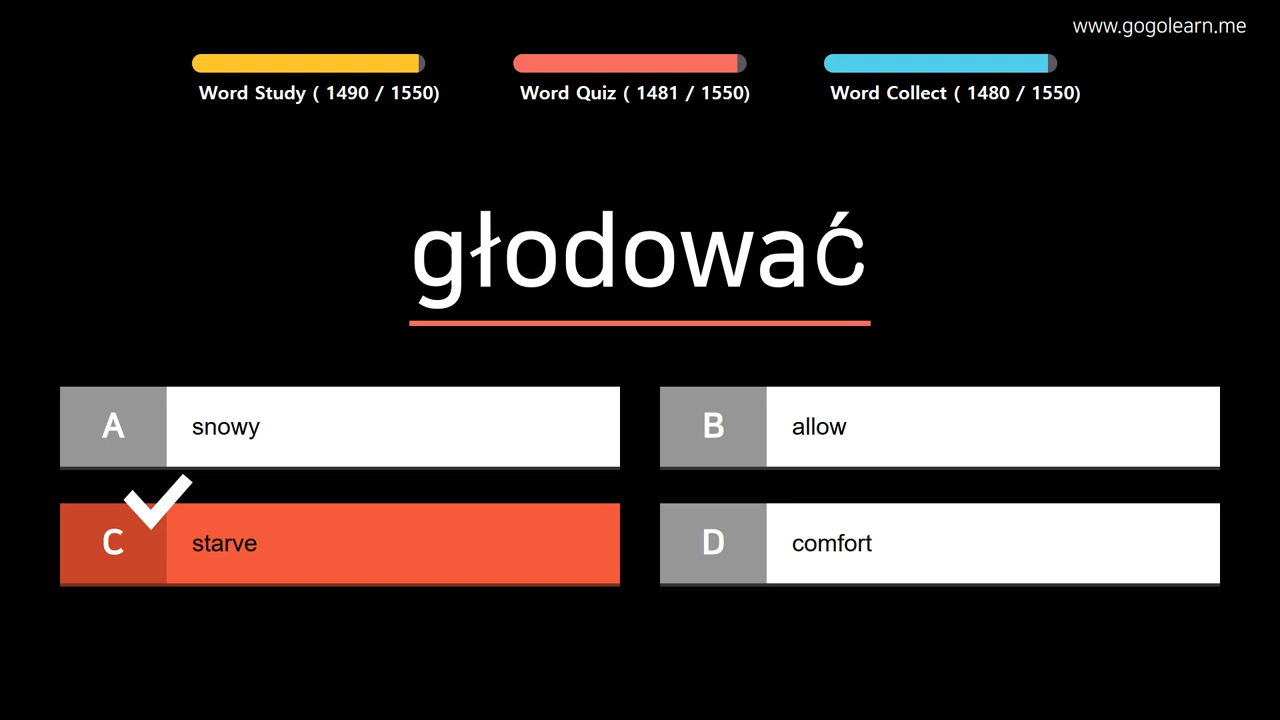 www.gogolearn.me
Word Study ( 1490 / 1550)
Word Quiz ( 1481 / 1550)
Word Collect ( 1480 / 1550)
głodować
A snowy
B allow
C starve
D comfort